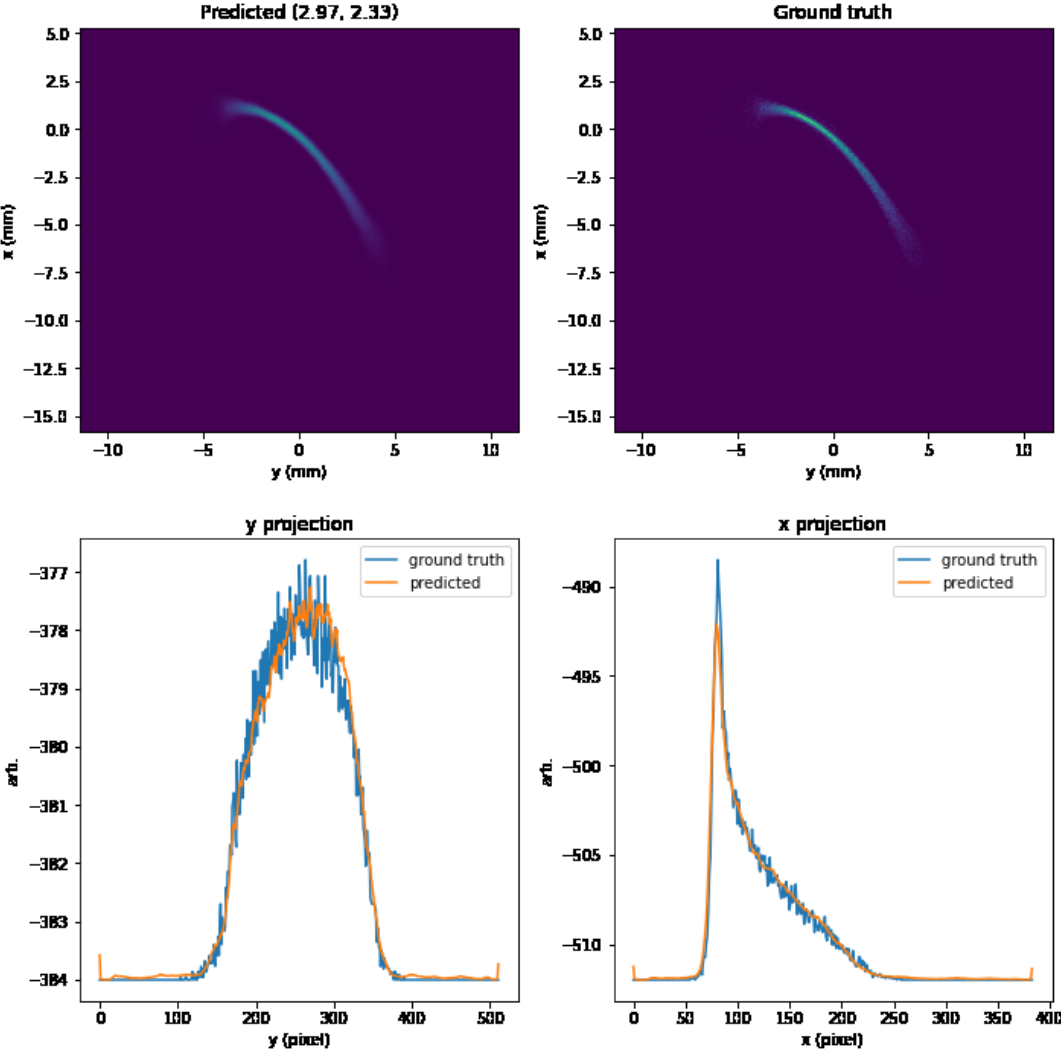 Predicted (2.97, 2.33)
5.0
2.5
0.0
−2.5
−5.0
−7.5
−10.0
−12.5
−15.0
x (mm)
−10 −5 0 5 10
y (mm)
Ground truth
5.0
2.5
0.0
−2.5
−5.0
−7.5
−10.0
−12.5
−15.0
x (mm)
−10 −5 0 5 10
y (mm)
y projection
ground truth
predicted
−377
−378
−379
−380
−381
−382
−383
−384
arb.
0 100 200 300 400 500
y (pixel)
x projection
ground truth
predicted
−490
−495
−500
−505
−510
arb.
0 50 100 150 200 250 300 350 400
x (pixel)